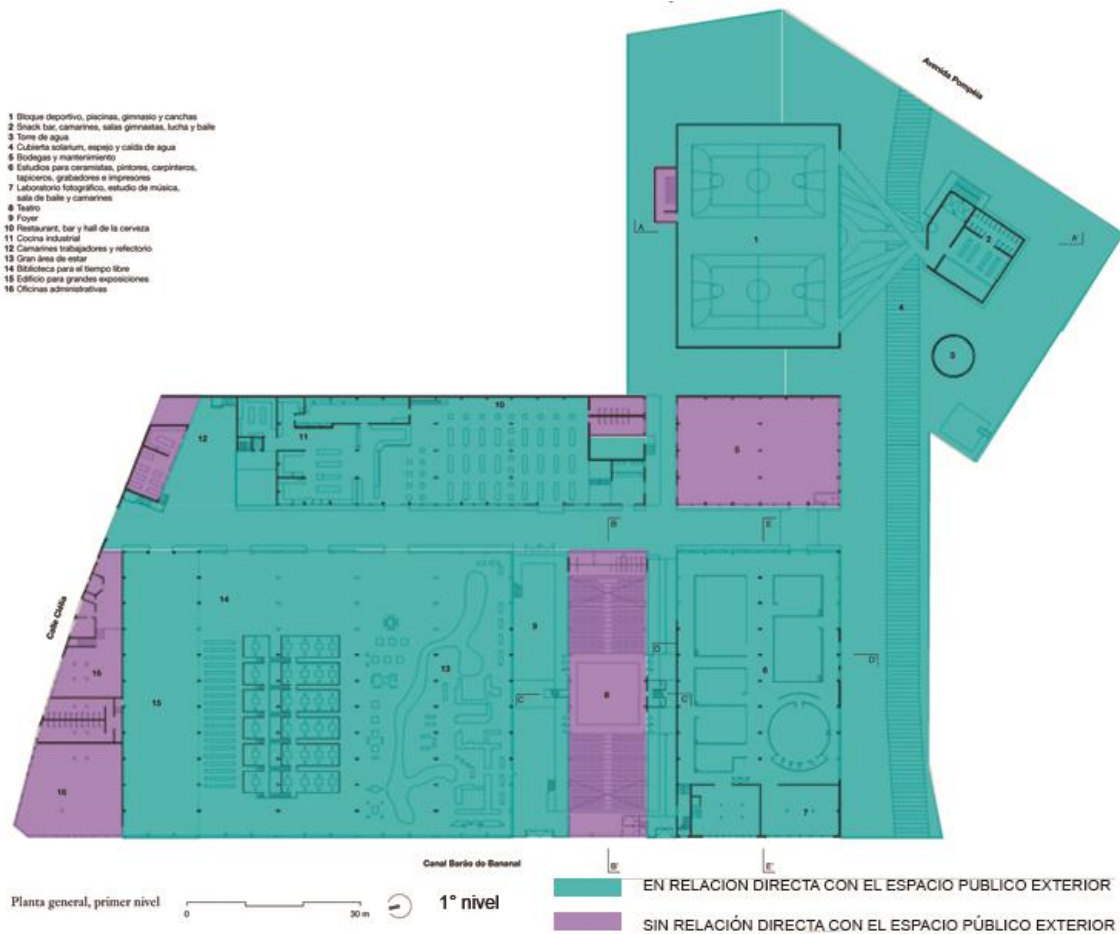 Avenida Pompéia
1 Bloque deportivo, piscinas, gimnasio y canchas
2 Snack bar, camarines, salas gimnastas, lucha y baile
3 Torre de agua
4 Cubierta solarium, espejo y caída de agua
5 Bodegas y mantenimiento
6 Estudios para ceramistas, pintores, carpinteros,
tapiceros, grabadores e impresores
7 Laboratorio fotográfico, estudio de música,
sala de baile y camarines
8 Teatro
9 Foyer
10 Restaurant, bar y hall de la cerveza
11 Cocina industrial
12 Camarines trabajadores y refectorio
13 Gran área de estar
14 Biblioteca para el tiempo libre
15 Edificio para grandes exposiciones
16 Oficinas administrativas
A
1
2
A'
4
3
10
12
11
5
B
E
14
Calle Clélia
9
D
13
6
D'
16
15
C
8
C'
16
7
Canal Barão do Bananal
B'
E'
Planta general, primer nivel
0
30 m
1° nivel
EN RELACION DIRECTA CON EL ESPACIO PUBLICO EXTERIOR
SIN RELACIÓN DIRECTA CON EL ESPACIO PÚBLICO EXTERIOR